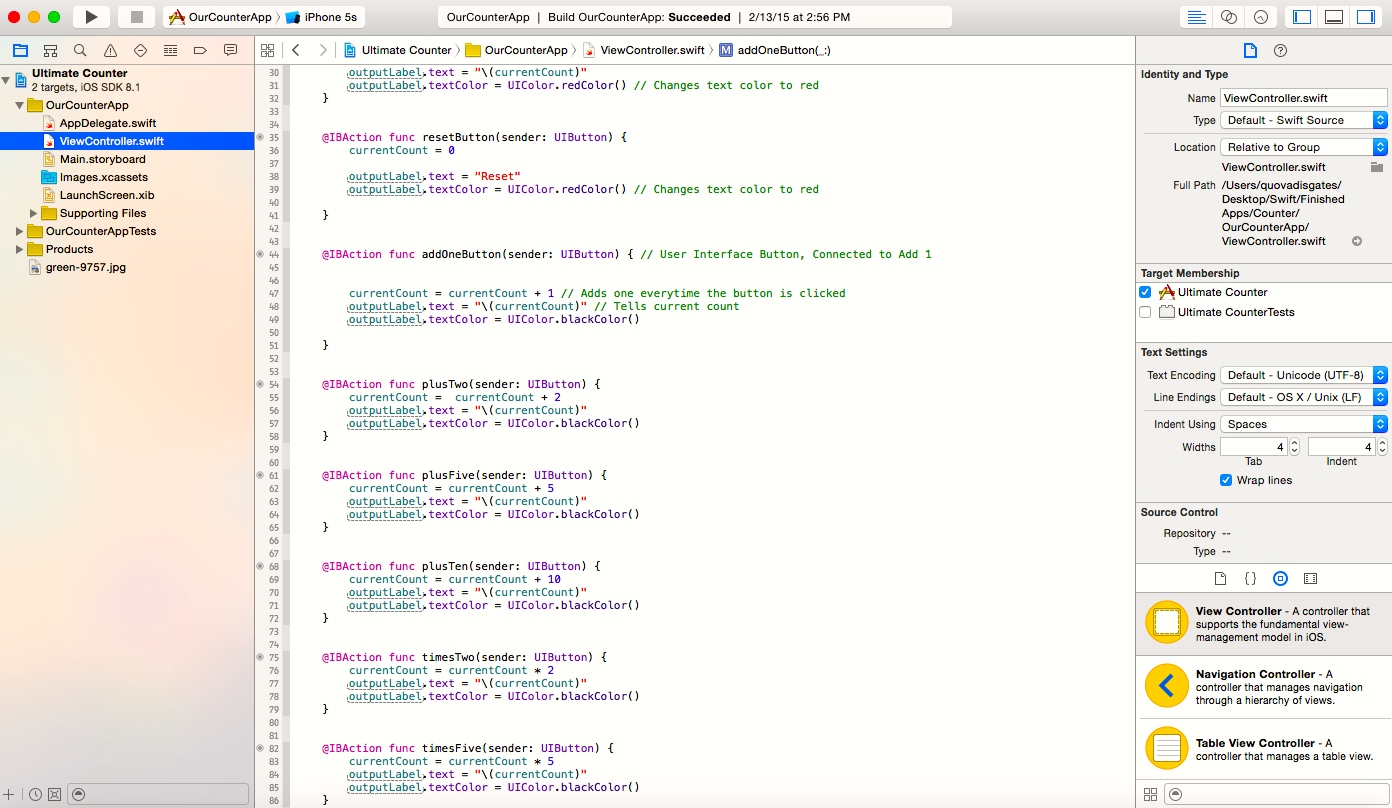 OurCounterApp
iPhone 5s
OurCounterApp | Build OurCounterApp: Succeeded | 2/13/15 at 2:56 PM
Ultimate Counter
OurCounterApp
ViewController.swift
M addOneButton(_:)
Ultimate Counter
2 targets, iOS SDK 8.1
OurCounterApp
AppDelegate.swift
ViewController.swift
Main.storyboard
Images.xcassets
LaunchScreen.xib
Supporting Files
OurCounterAppTests
Products
green-9757.jpg
30 outputLabel.text = "\(currentCount)"
31 outputLabel.textColor = UIColor.redColor() // Changes text color to red
32 }
33
34
35 @IBAction func resetButton(sender: UIButton) {
36 currentCount = 0
37
38 outputLabel.text = "Reset"
39 outputLabel.textColor = UIColor.redColor() // Changes text color to red
40
41 }
42
43
44 @IBAction func addOneButton(sender: UIButton) { // User Interface Button, Connected to Add 1
45
46
47 currentCount = currentCount + 1 // Adds one everytime the button is clicked
48 outputLabel.text = "\(currentCount)" // Tells current count
49 outputLabel.textColor = UIColor.blackColor()
50
51 }
52
53
54 @IBAction func plusTwo(sender: UIButton) {
55 currentCount =  currentCount + 2
56 outputLabel.text = "\(currentCount)"
57 outputLabel.textColor = UIColor.blackColor()
58 }
59
60
61 @IBAction func plusFive(sender: UIButton) {
62 currentCount = currentCount + 5
63 outputLabel.text = "\(currentCount)"
64 outputLabel.textColor = UIColor.blackColor()
65 }
66
67
68 @IBAction func plusTen(sender: UIButton) {
69 currentCount = currentCount + 10
70 outputLabel.text = "\(currentCount)"
71 outputLabel.textColor = UIColor.blackColor()
72 }
73
74
75 @IBAction func timesTwo(sender: UIButton) {
76 currentCount = currentCount * 2
77 outputLabel.text = "\(currentCount)"
78 outputLabel.textColor = UIColor.blackColor()
79 }
80
81
82 @IBAction func timesFive(sender: UIButton) {
83 currentCount = currentCount * 5
84 outputLabel.text = "\(currentCount)"
85 outputLabel.textColor = UIColor.blackColor()
86 }
Identity and Type
Name ViewController.swift
Type Default - Swift Source
Location Relative to Group
ViewController.swift
Full Path /Users/quovadisgates/
Desktop/Swift/Finished
Apps/Counter/
OurCounterApp/
ViewController.swift
Target Membership
Ultimate Counter
Ultimate CounterTests
Text Settings
Text Encoding Default - Unicode (UTF-8)
Line Endings Default - OS X / Unix (LF)
Indent Using Spaces
Widths 4 4
Tab Indent
Wrap lines
Source Control
Repository --
Type --
{}
View Controller - A controller that
supports the fundamental view-
management model in iOS.
Navigation Controller - A
controller that manages navigation
through a hierarchy of views.
Table View Controller - A
controller that manages a table view.